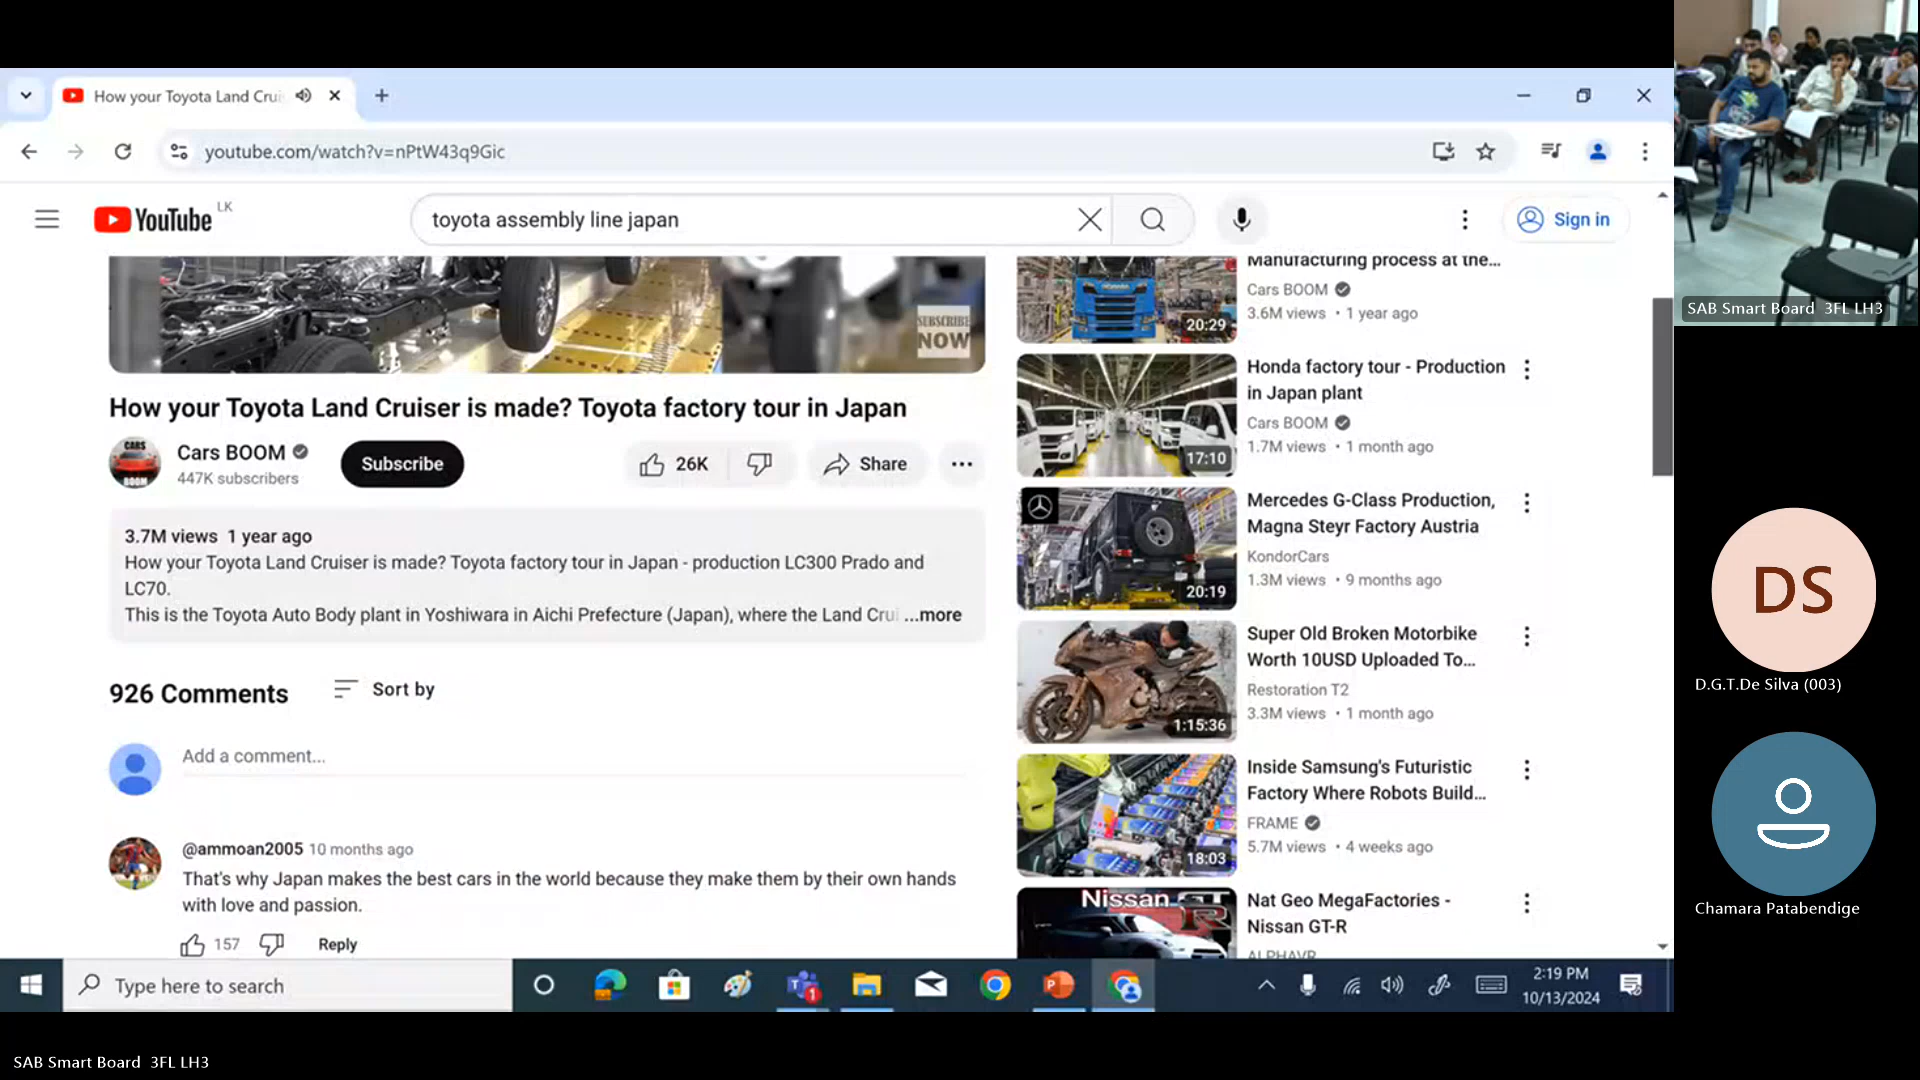 How your Toyota Land Crui
youtube.com/watch?v=nPtW43q9Gic
YouTube LK
toyota assembly line japan
Sign in
SUBSCRIBE
NOW
How your Toyota Land Cruiser is made? Toyota factory tour in Japan
CARS
BOOM
Cars BOOM
447K subscribers
Subscribe
26K
Share
3.7M views 1 year ago
How your Toyota Land Cruiser is made? Toyota factory tour in Japan - production LC300 Prado and
LC70.
This is the Toyota Auto Body plant in Yoshiwara in Aichi Prefecture (Japan), where the Land Crui ...more
926 Comments
Sort by
Add a comment...
@ammoan2005 10 months ago
That's why Japan makes the best cars in the world because they make them by their own hands
with love and passion.
157
Reply
Manufacturing process at the...
Cars BOOM
3.6M views • 1 year ago
20:29
Honda factory tour - Production
in Japan plant
Cars BOOM
1.7M views • 1 month ago
17:10
Mercedes G-Class Production,
Magna Steyr Factory Austria
KondorCars
1.3M views • 9 months ago
20:19
Super Old Broken Motorbike
Worth 10USD Uploaded To...
Restoration T2
3.3M views • 1 month ago
1:15:36
Inside Samsung's Futuristic
Factory Where Robots Build...
FRAME
5.7M views • 4 weeks ago
18:03
Nissan GT
R
Nat Geo MegaFactories -
Nissan GT-R
ALPHAVR
Type here to search
1
2:19 PM
10/13/2024
SAB Smart Board 3FL LH3
DS
D.G.T.De Silva (003)
Chamara Patabendige
SAB Smart Board 3FL LH3